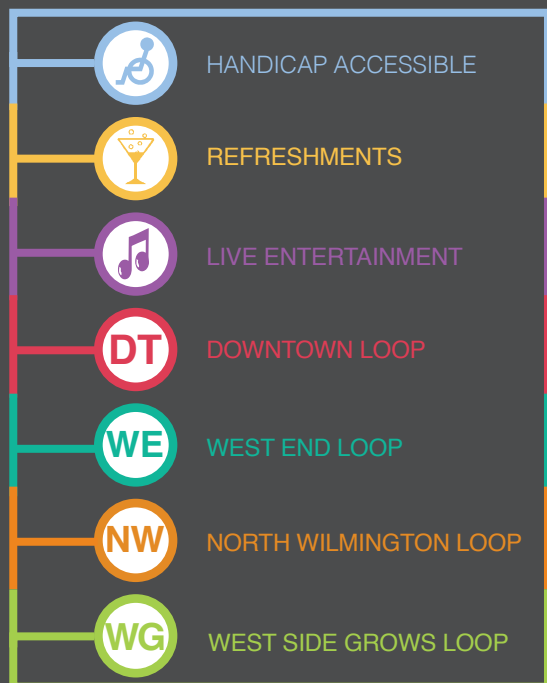 HANDICAP ACCESSIBLE
REFRESHMENTS
LIVE ENTERTAINMENT
DT DOWNTOWN LOOP
WE WEST END LOOP
NW NORTH WILMINGTON LOOP
WG WEST SIDE GROWS LOOP